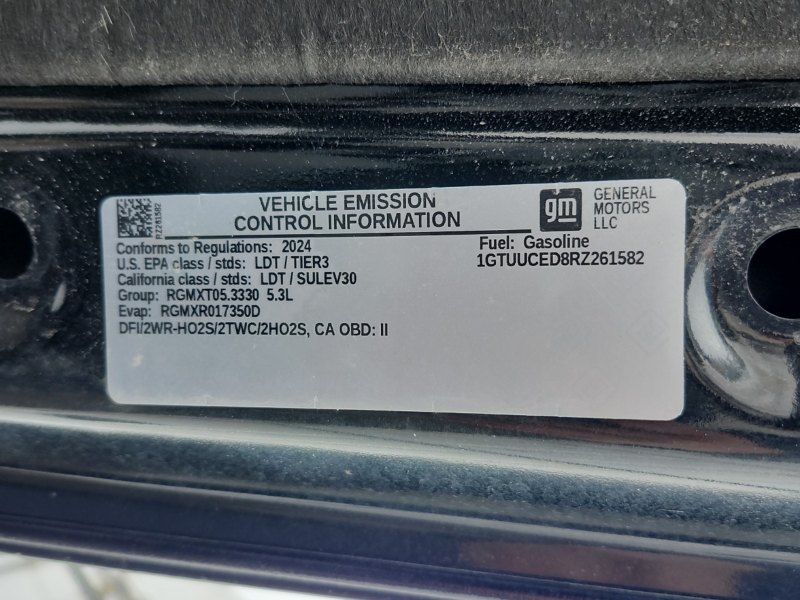 VEHICLE EMISSION
CONTROL INFORMATION
gm
GENERAL
MOTORS
LLC
RZ261582
Conforms to Regulations: 2024
U.S. EPA class / stds: LDT / TIER3
California class / stds: LDT / SULEV30
Group: RGMXT05.3330 5.3L
Evap: RGMXR017350D
DFI/2WR-HO2S/2TWC/2HO2S, CA OBD: II
Fuel: Gasoline
1GTUUCED8RZ261582